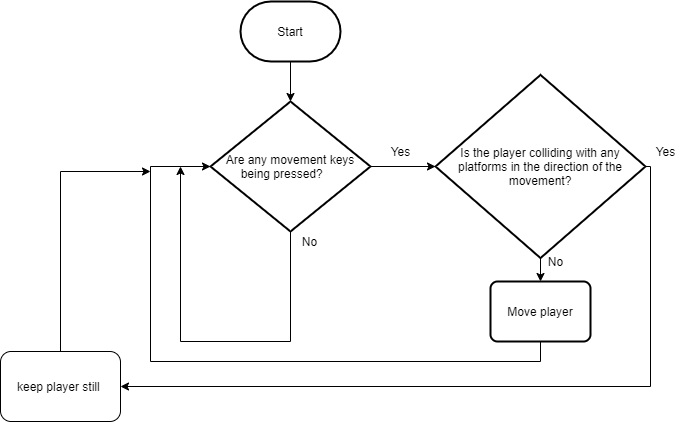 Start
Are any movement keys
being pressed?
Yes
Is the player colliding with any
platforms in the direction of the
movement?
Yes
No
No
Move player
keep player still